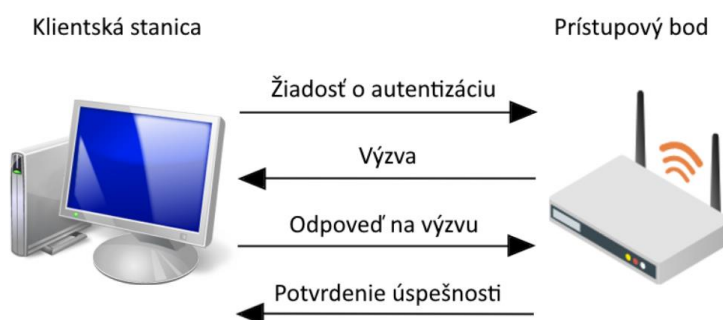 Klientská stanica
Prístupový bod
Žiadosť o autentizáciu
Výzva
Odpoveď na výzvu
Potvrdenie úspešnosti